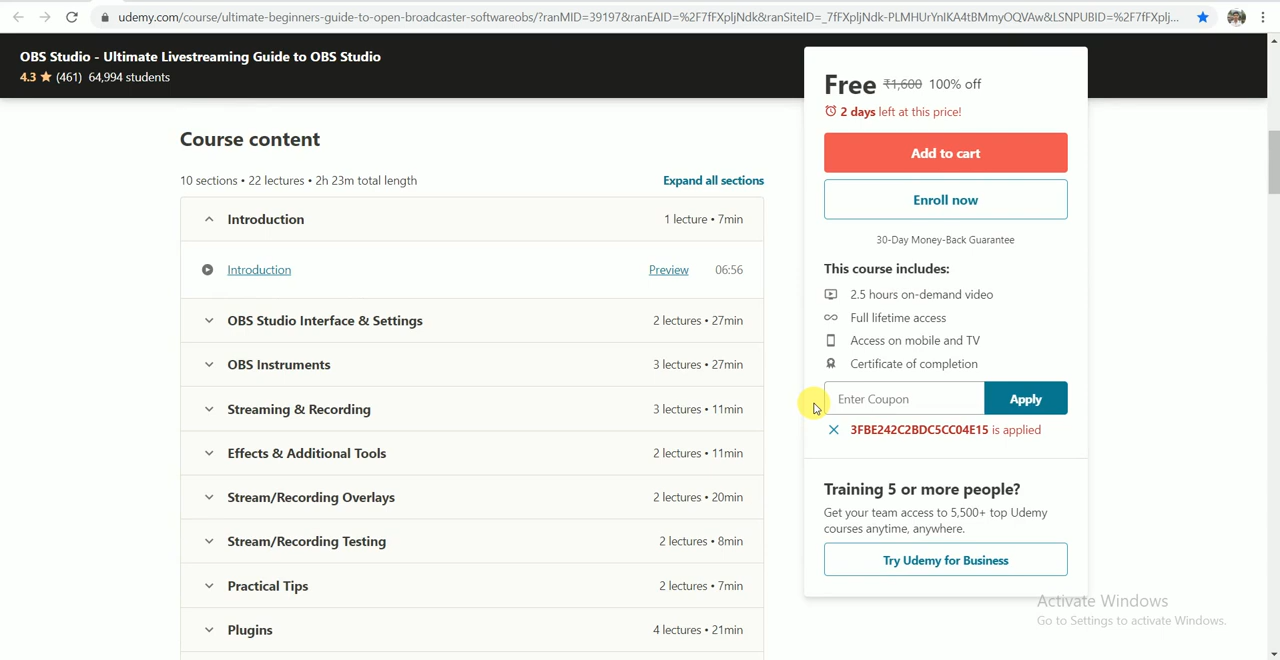 udemy.com/course/ultimate-beginners-guide-to-open-broadcaster-softwareobs/?ranMID=39197&ranEAID=%2F7fFXpljNdk&ranSiteID=_7fFXpljNdk-PLMHUrYnIKA4tBMmyOQVAw&LSNPUBID=%2F7fFXplj...
OBS Studio - Ultimate Livestreaming Guide to OBS Studio
4.3 ★ (461) 64,994 students
Course content
10 sections • 22 lectures • 2h 23m total length
Expand all sections
Introduction 1 lecture • 7min
Introduction Preview 06:56
OBS Studio Interface & Settings 2 lectures • 27min
OBS Instruments 3 lectures • 27min
Streaming & Recording 3 lectures • 11min
Effects & Additional Tools 2 lectures • 11min
Stream/Recording Overlays 2 lectures • 20min
Stream/Recording Testing 2 lectures • 8min
Practical Tips 2 lectures • 7min
Plugins 4 lectures • 21min
Free ₹1,600 100% off
2 days left at this price!
Add to cart
Enroll now
30-Day Money-Back Guarantee
This course includes:
2.5 hours on-demand video
Full lifetime access
Access on mobile and TV
Certificate of completion
Enter Coupon Apply
3FBE242C2BDC5CC04E15 is applied
Training 5 or more people?
Get your team access to 5,500+ top Udemy
courses anytime, anywhere.
Try Udemy for Business
Activate Windows
Go to Settings to activate Windows.